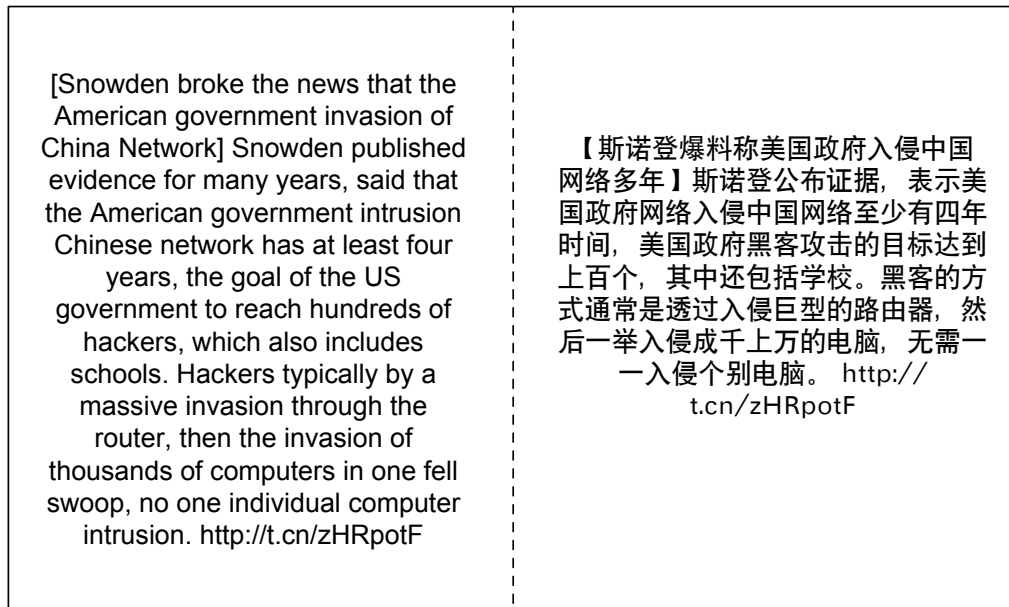 [Snowden broke the news that the
American government invasion of
China Network] Snowden published
evidence for many years, said that
the American government intrusion
Chinese network has at least four
years, the goal of the US
government to reach hundreds of
hackers, which also includes
schools. Hackers typically by a
massive invasion through the
router, then the invasion of
thousands of computers in one fell
swoop, no one individual computer
intrusion. http://t.cn/zHRpotF
【斯诺登爆料称美国政府入侵中国
网络多年】斯诺登公布证据，表示美
国政府网络入侵中国网络至少有四年
时间，美国政府黑客攻击的目标达到
上百个，其中还包括学校。黑客的方
式通常是透过入侵巨型的路由器，然
后一举入侵成千上万的电脑，无需一
一入侵个别电脑。 http://
t.cn/zHRpotF